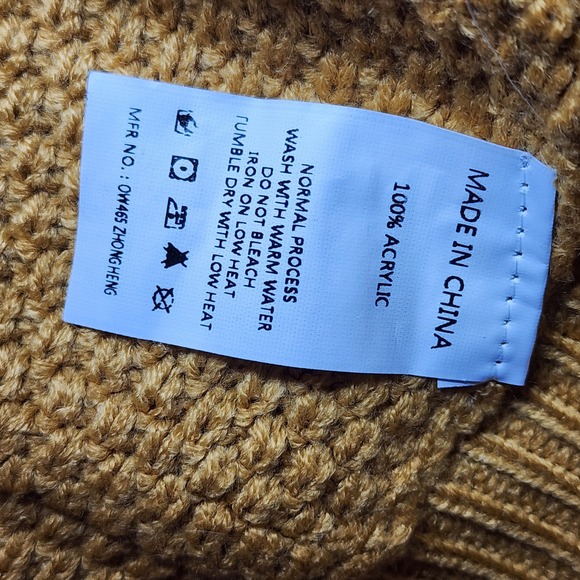 MADE IN CHINA
100% ACRYLIC
NORMAL PROCESS
WASH WITH WARM WATER
DO NOT BLEACH
IRON ON LOW HEAT
TUMBLE DRY WITH LOW HEAT
MFR NO.: OW465 ZHONGHENG